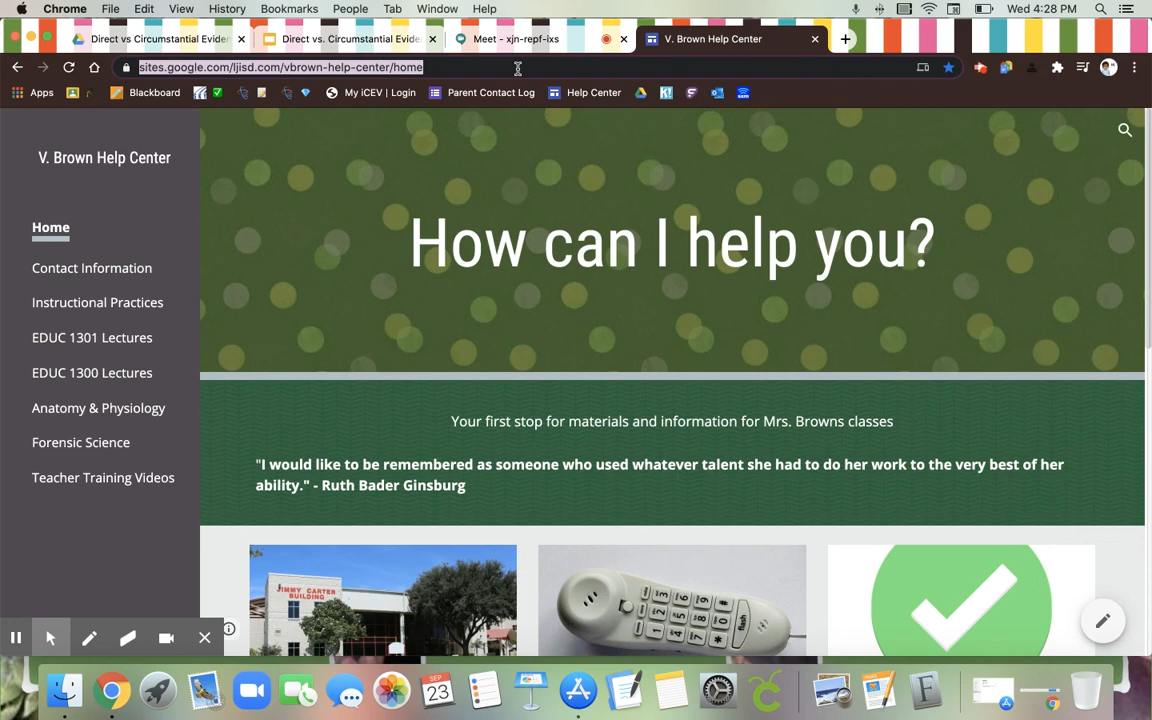 Chrome File Edit View History Bookmarks People Tab Window Help Wed 4:28 PM
Direct vs Circumstantial Eviden Direct vs. Circumstantial Evide Meet - xjn-repf-ixs V. Brown Help Center
sites.google.com/ljisd.com/vbrown-help-center/home
Apps Blackboard My iCEV | Login Parent Contact Log Help Center
V. Brown Help Center
Home
Contact Information
Instructional Practices
EDUC 1301 Lectures
EDUC 1300 Lectures
Anatomy & Physiology
Forensic Science
Teacher Training Videos
How can I help you?
Your first stop for materials and information for Mrs. Browns classes
"I would like to be remembered as someone who used whatever talent she had to do her work to the very best of her
ability." - Ruth Bader Ginsburg
JIMMY CARTER
BUILDING
SEP
23